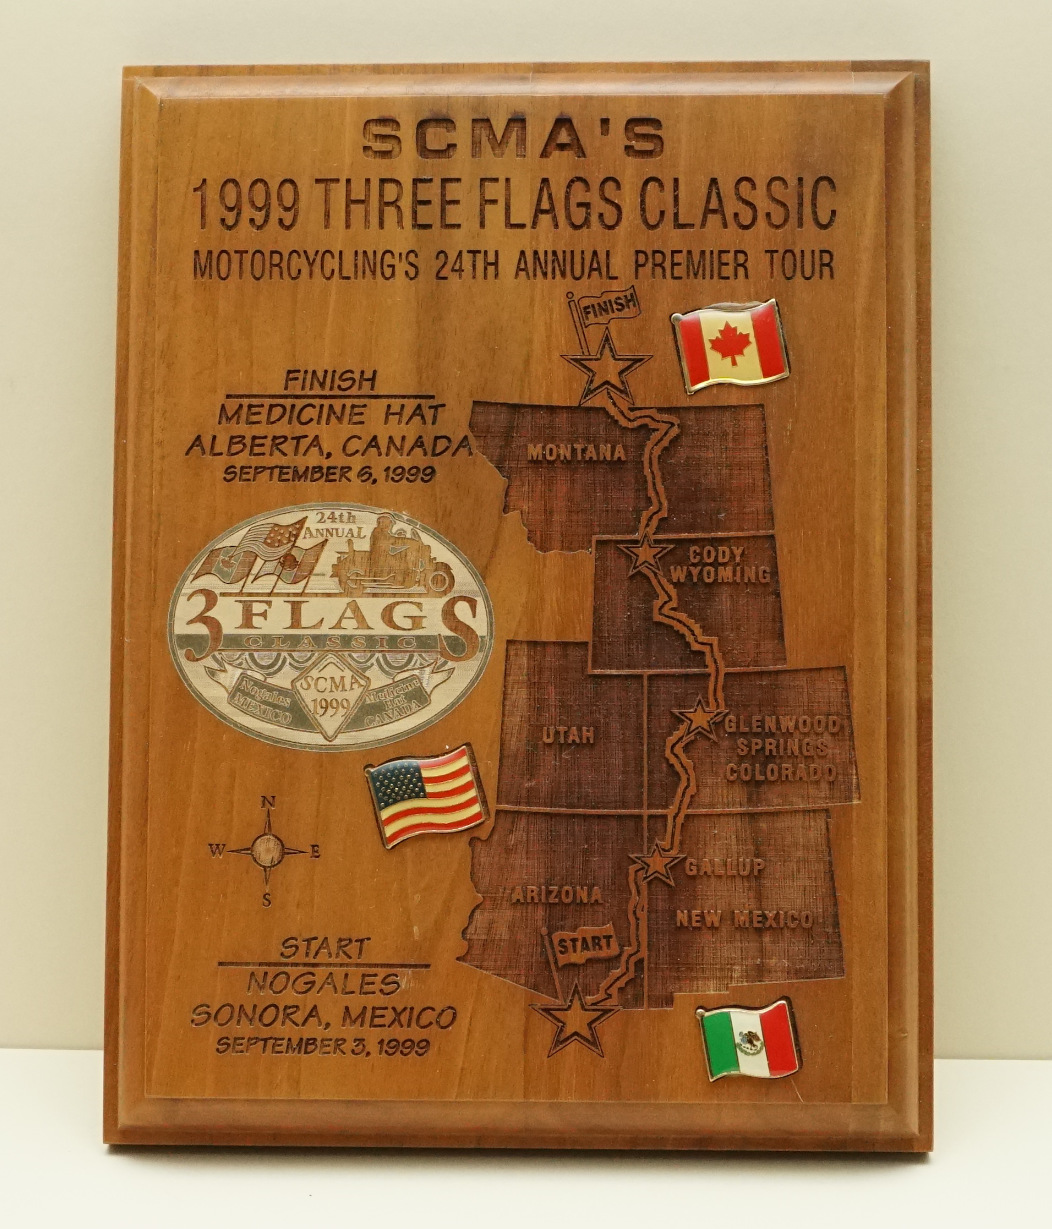 SCMA'S
1999 THREE FLAGS CLASSIC
MOTORCYCLING'S 24TH ANNUAL PREMIER TOUR
FINISH
FINISH
MEDICINE HAT
ALBERTA, CANADA
SEPTEMBER 6, 1999
MONTANA
24th
ANNUAL
3 FLAGS
CLASSIC
SCMA
1999
Nogales
MEXICO
Medicine
Hat
CANADA
CODY
WYOMING
UTAH
GLENWOOD
SPRINGS
COLORADO
N
W E
S
GALLUP
NEW MEXICO
ARIZONA
START
START
NOGALES
SONORA, MEXICO
SEPTEMBER 3, 1999